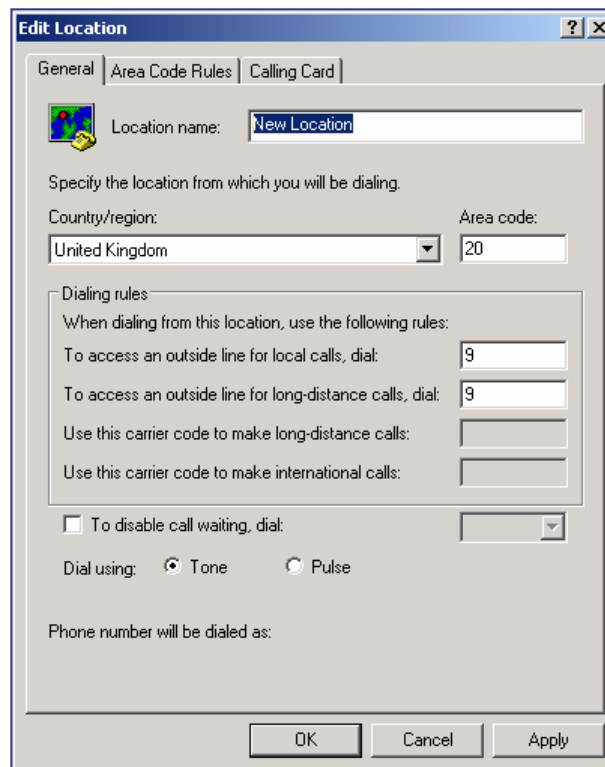 Edit Location
General Area Code Rules Calling Card
Location name: New Location
Specify the location from which you will be dialing.
Country/region: Area code:
United Kingdom 20
Dialing rules
When dialing from this location, use the following rules:
To access an outside line for local calls, dial: 9
To access an outside line for long-distance calls, dial: 9
Use this carrier code to make long-distance calls:
Use this carrier code to make international calls:
To disable call waiting, dial:
Dial using: Tone Pulse
Phone number will be dialed as:
OK Cancel Apply